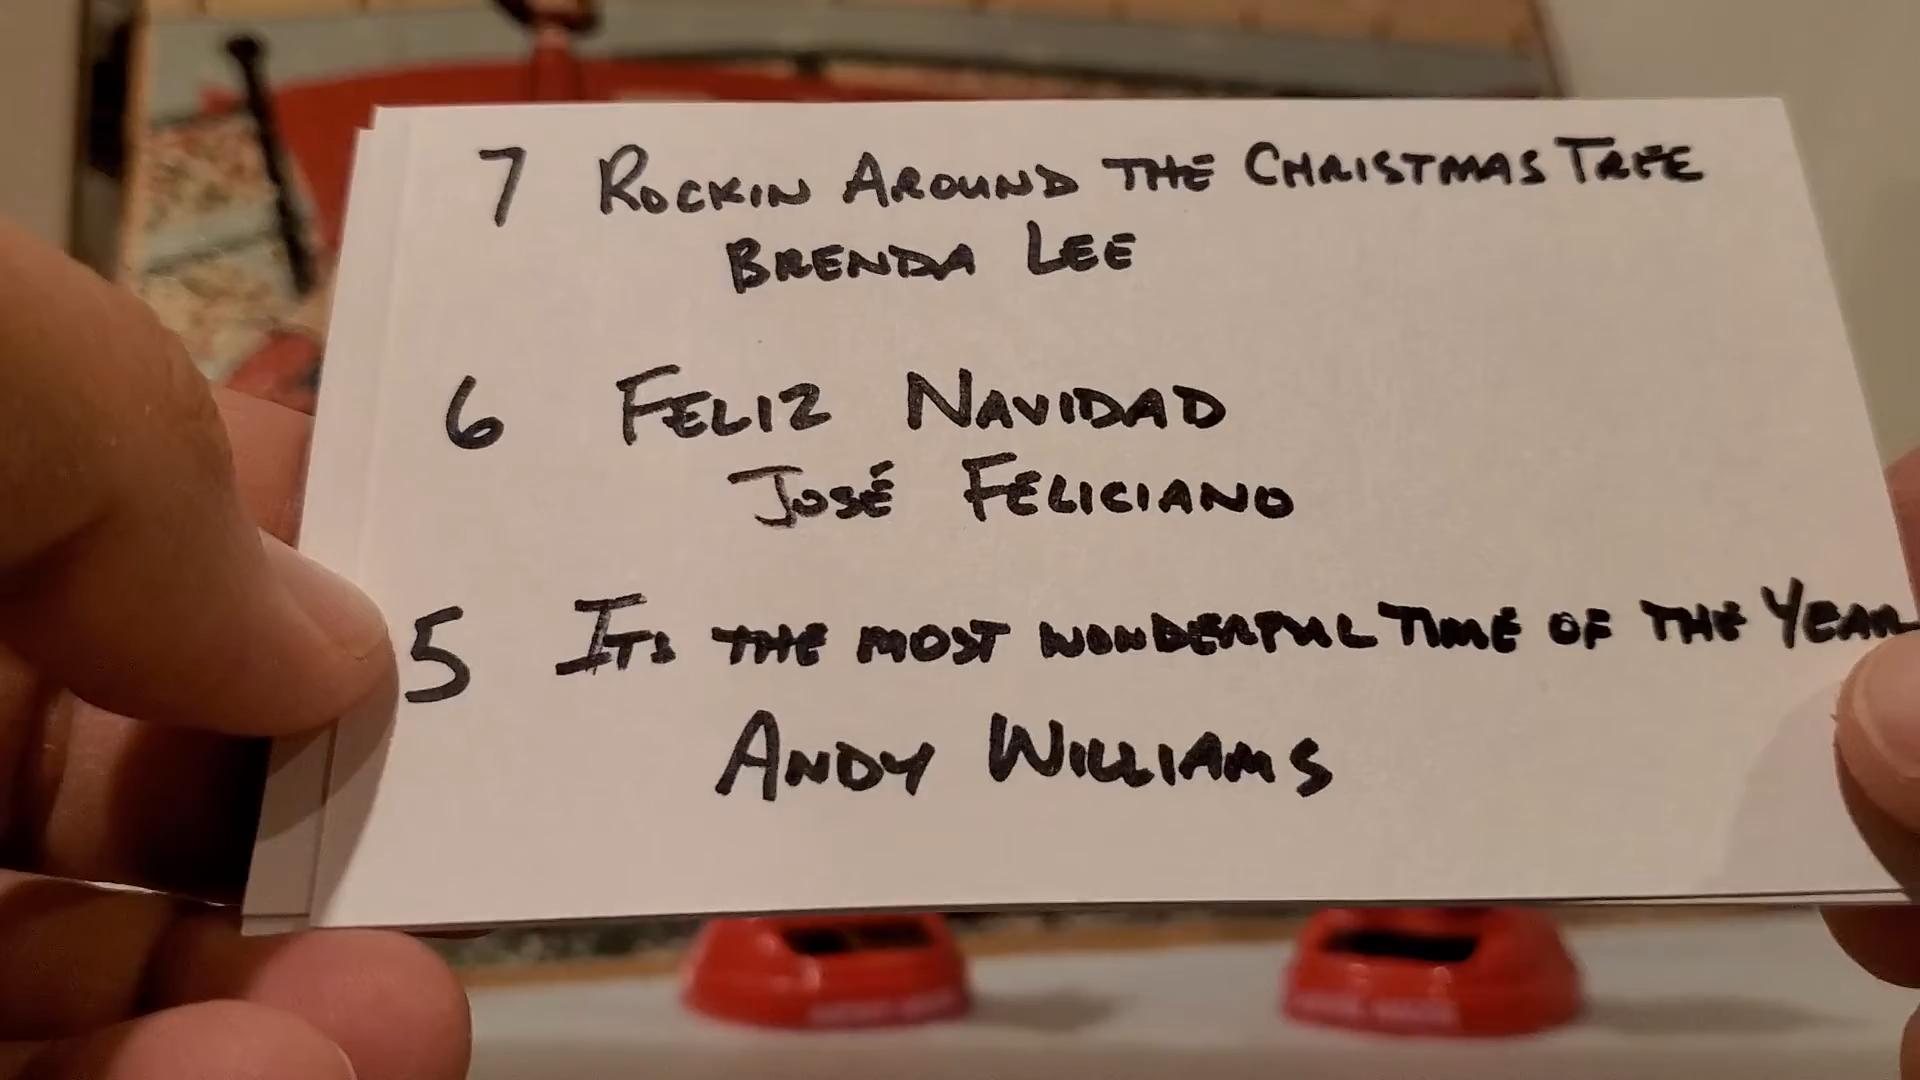 7 ROCKIN AROUND THE CHRISTMAS TREE
BRENDA LEE
6 FELIZ NAVIDAD
JOSÉ FELICIANO
5 ITS THE MOST WONDERFUL TIME OF THE YEAR
ANDY WILLIAMS